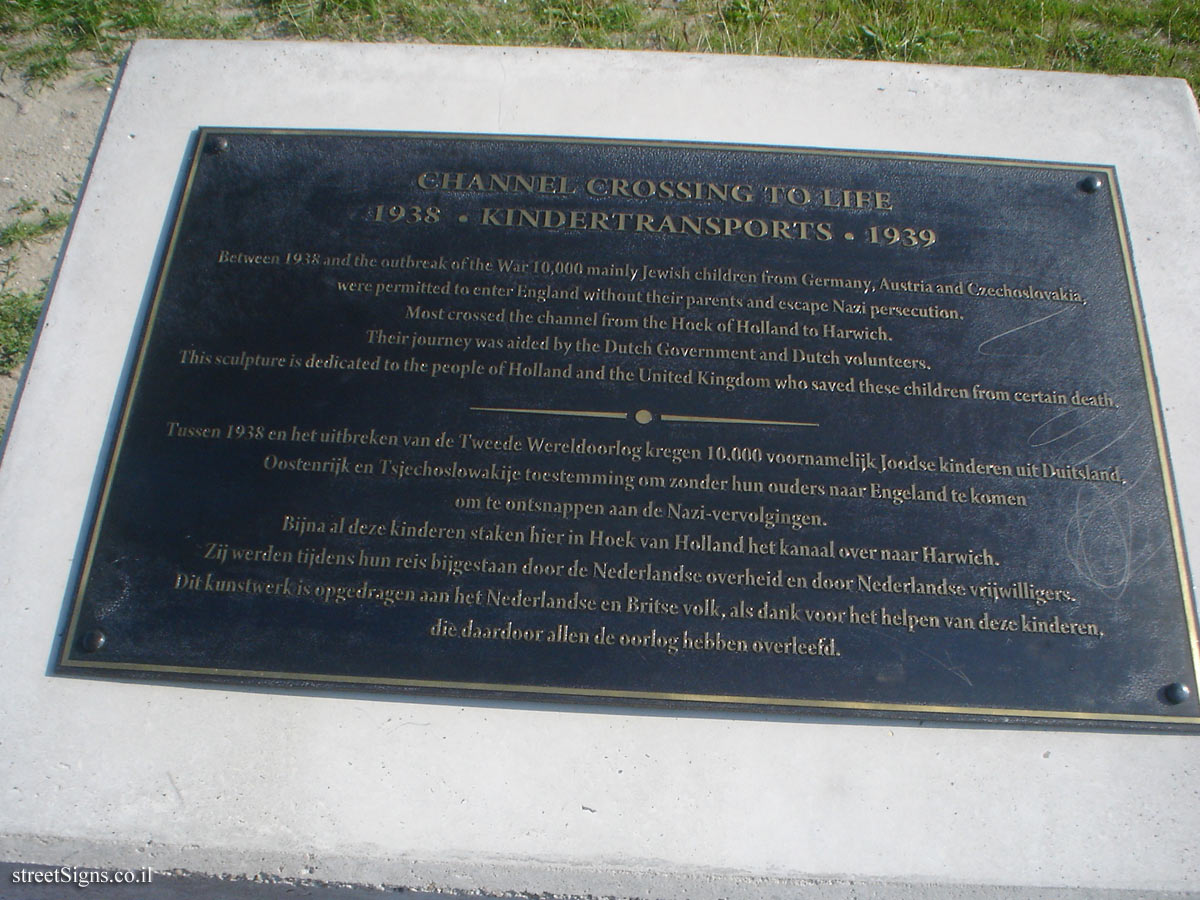 CHANNEL CROSSING TO LIFE
1938 • KINDERTRANSPORTS • 1939
Between 1938 and the outbreak of the War 10,000 mainly Jewish children from Germany, Austria and Czechoslovakia,
were permitted to enter England without their parents and escape Nazi persecution.
Most crossed the channel from the Hoek of Holland to Harwich.
Their journey was aided by the Dutch Government and Dutch volunteers.
This sculpture is dedicated to the people of Holland and the United Kingdom who saved these children from certain death.
Tussen 1938 en het uitbreken van de Tweede Wereldoorlog kregen 10.000 voornamelijk Joodse kinderen uit Duitsland,
Oostenrijk en Tsjechoslowakije toestemming om zonder hun ouders naar Engeland te komen
om te ontsnappen aan de Nazi-vervolgingen.
Bijna al deze kinderen staken hier in Hoek van Holland het kanaal over naar Harwich.
Zij werden tijdens hun reis bijgestaan door de Nederlandse overheid en door Nederlandse vrijwilligers.
Dit kunstwerk is opgedragen aan het Nederlandse en Britse volk, als dank voor het helpen van deze kinderen,
die daardoor allen de oorlog hebben overleefd.
streetSigns.co.il